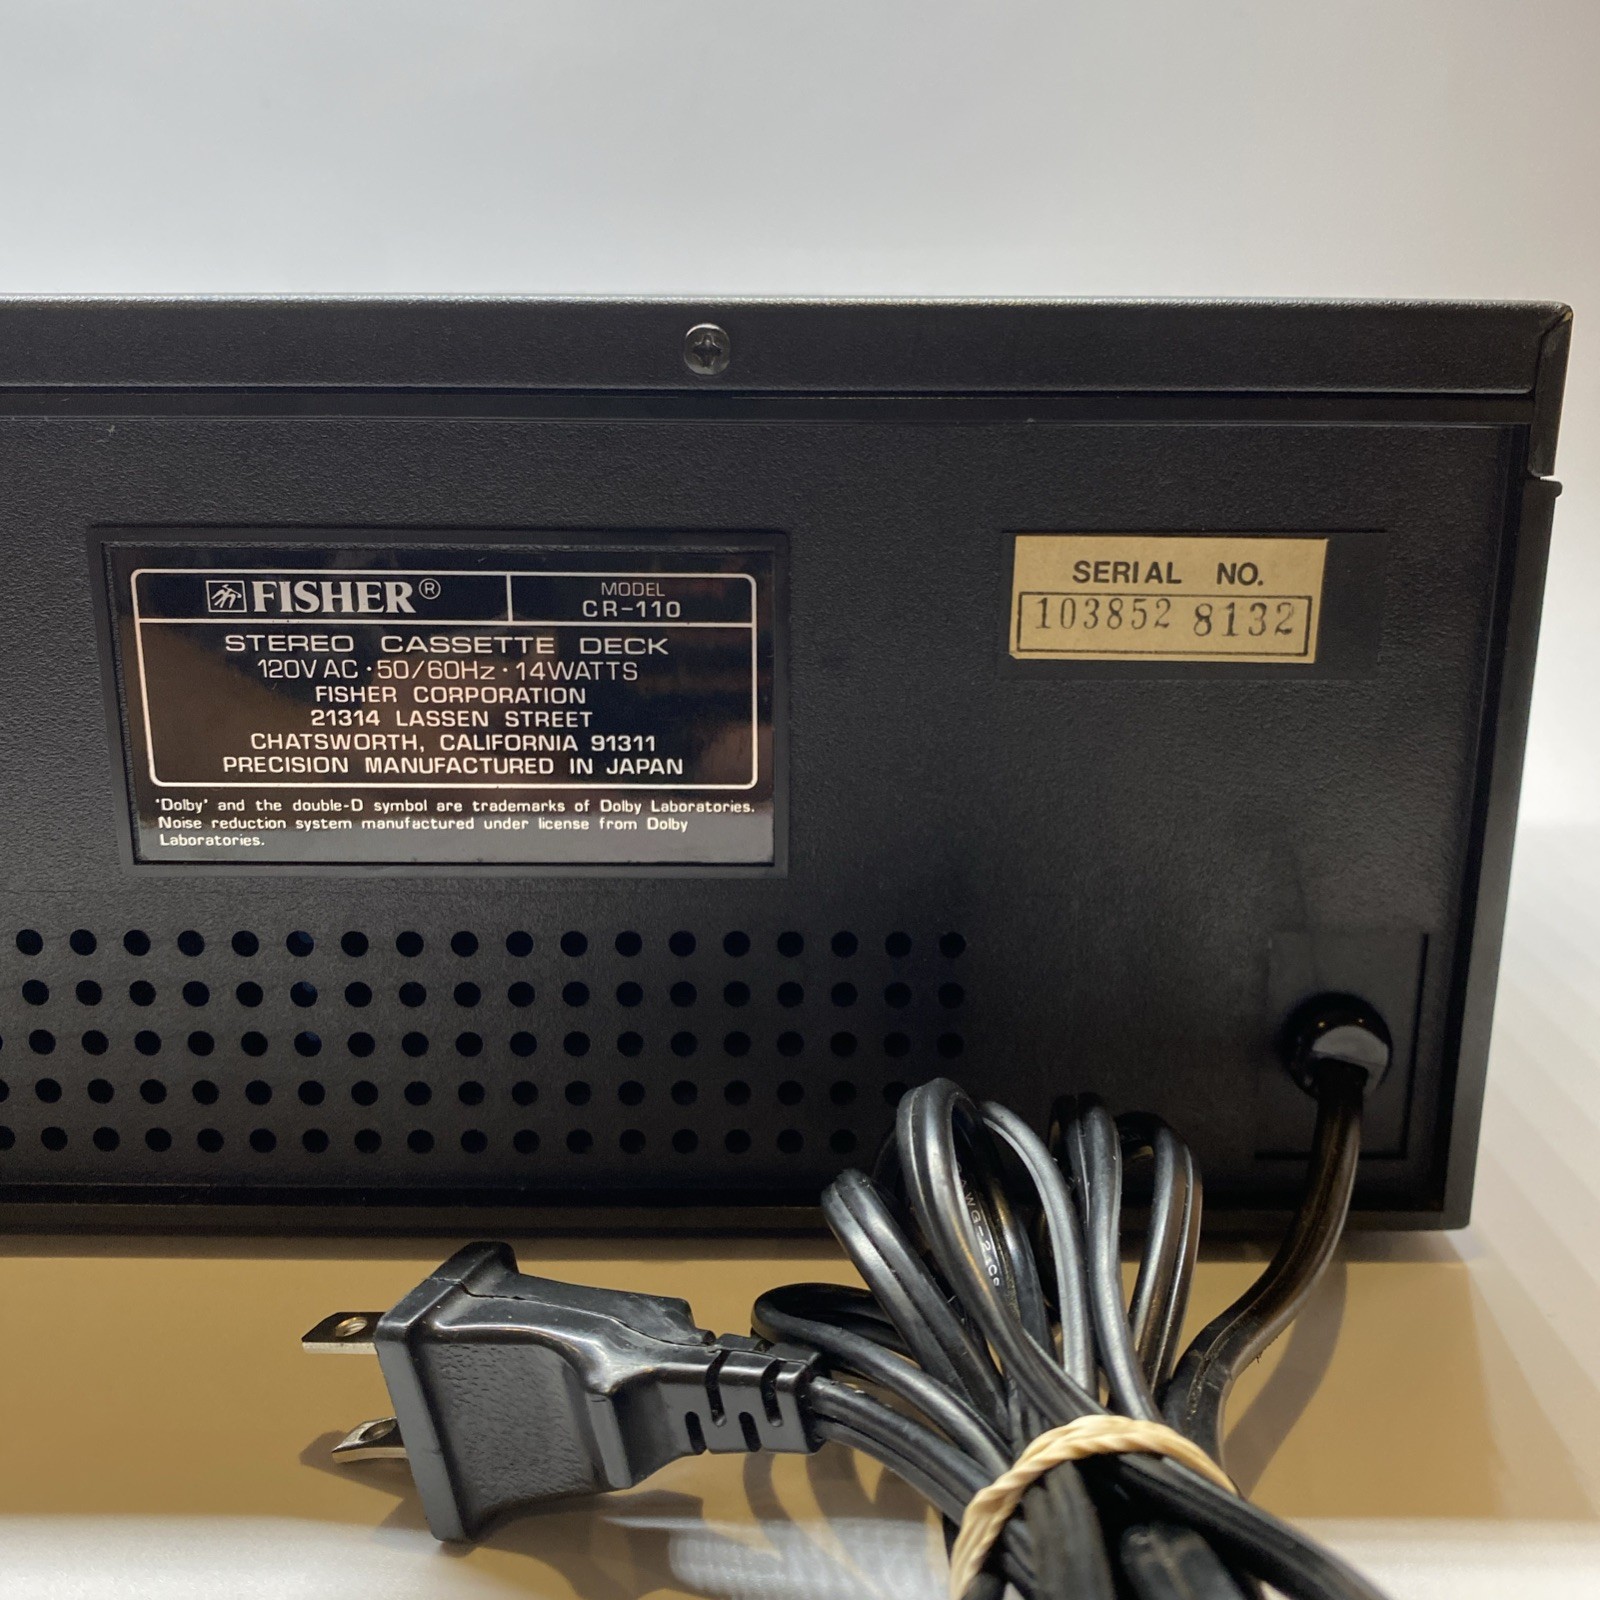 FISHER®
MODEL
CR-110
STEREO CASSETTE DECK
120V AC · 50/60Hz · 14WATTS
FISHER CORPORATION
21314 LASSEN STREET
CHATSWORTH, CALIFORNIA 91311
PRECISION MANUFACTURED IN JAPAN
'Dolby' and the double-D symbol are trademarks of Dolby Laboratories.
Noise reduction system manufactured under license from Dolby
Laboratories.
SERIAL NO.
103852 8132